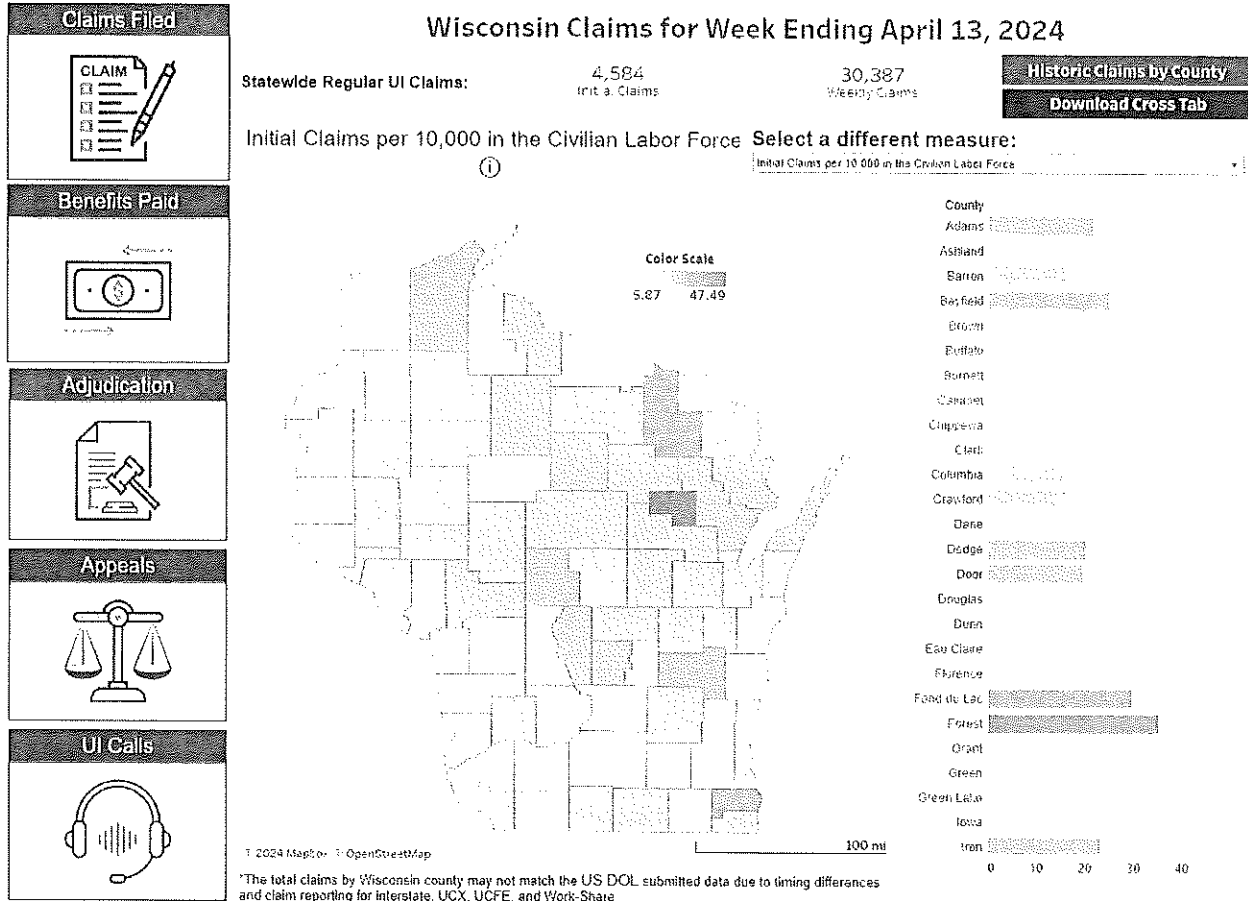 Claims Filed
CLAIM
Benefits Paid
Adjudication
Appeals
UI Calls
Wisconsin Claims for Week Ending April 13, 2024
Statewide Regular UI Claims:
4,584
Claims
30,387
Weekly Claims
Historic Claims by County
Download Cross Tab
Initial Claims per 10,000 in the Civilian Labor Force
Select a different measure:
Initial Claims per 10 000 in the Civilian Labor Force
Color Scale
5.87 47.49
County
Adams
Ashland
Barron
Bayfield
Brown
Buffalo
Burnett
Calumet
Chippewa
Clark
Columbia
Crawford
Dane
Dodge
Door
Douglas
Dunn
Eau Claire
Florence
Fond du Lac
Forest
Grant
Green
Green Lake
Iowa
Iron
0 10 20 30 40
100 mi
2024 Mapbox © OpenStreetMap
*The total claims by Wisconsin county may not match the US DOL submitted data due to timing differences
and claim reporting for interstate, UCX, UCFE, and Work-Share